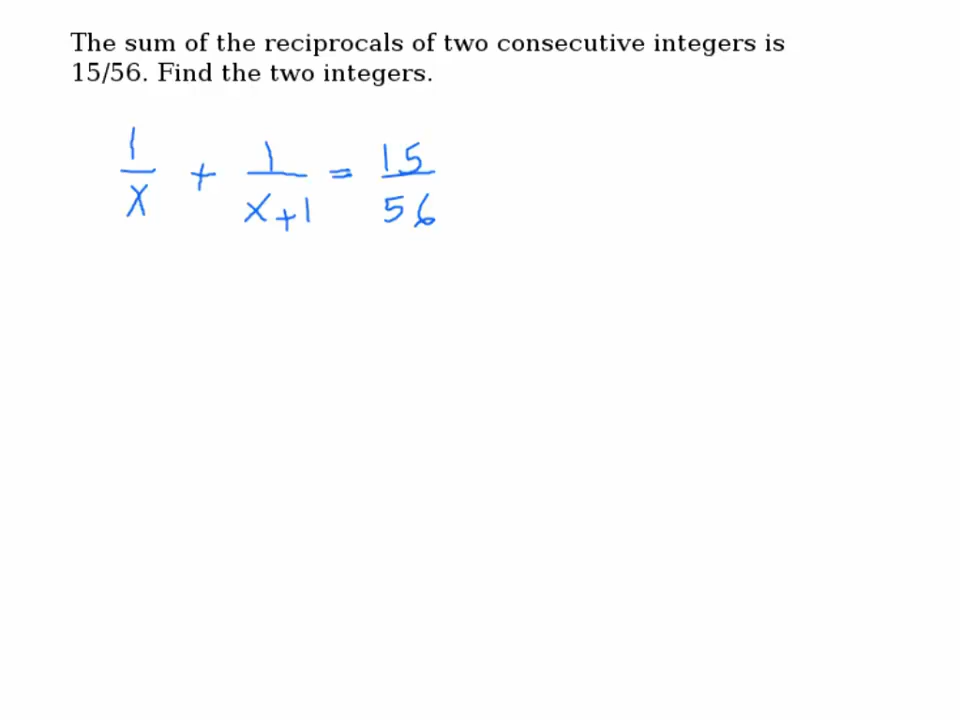 The sum of the reciprocals of two consecutive integers is
15/56. Find the two integers.
1/x + 1/x+1 = 15/56